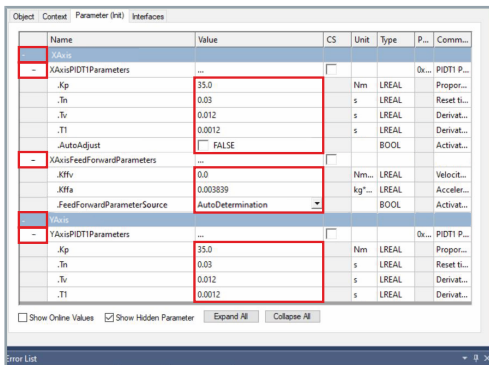 Object Context Parameter (Init) Interfaces
Name Value CS Unit Type P... Comm...
- XAxis
- XAxisPIDT1Parameters ... 0x... PIDT1 P...
.Kp 35.0 Nm LREAL Propor...
.Tn 0.03 s LREAL Reset ti...
.Tv 0.012 s LREAL Derivat...
.T1 0.0012 s LREAL Derivat...
.AutoAdjust FALSE BOOL Activat...
- XAxisFeedForwardParameters ...
.Kffv 0.0 Nm... LREAL Velocit...
.Kffa 0.003839 kg*... LREAL Acceler...
.FeedForwardParameterSource AutoDetermination BOOL Activat...
- YAxis
- YAxisPIDT1Parameters ... 0x... PIDT1 P...
.Kp 35.0 Nm LREAL Propor...
.Tn 0.03 s LREAL Reset ti...
.Tv 0.012 s LREAL Derivat...
.T1 0.0012 s LREAL Derivat...
Show Online Values Show Hidden Parameter Expand All Collapse All
Error List